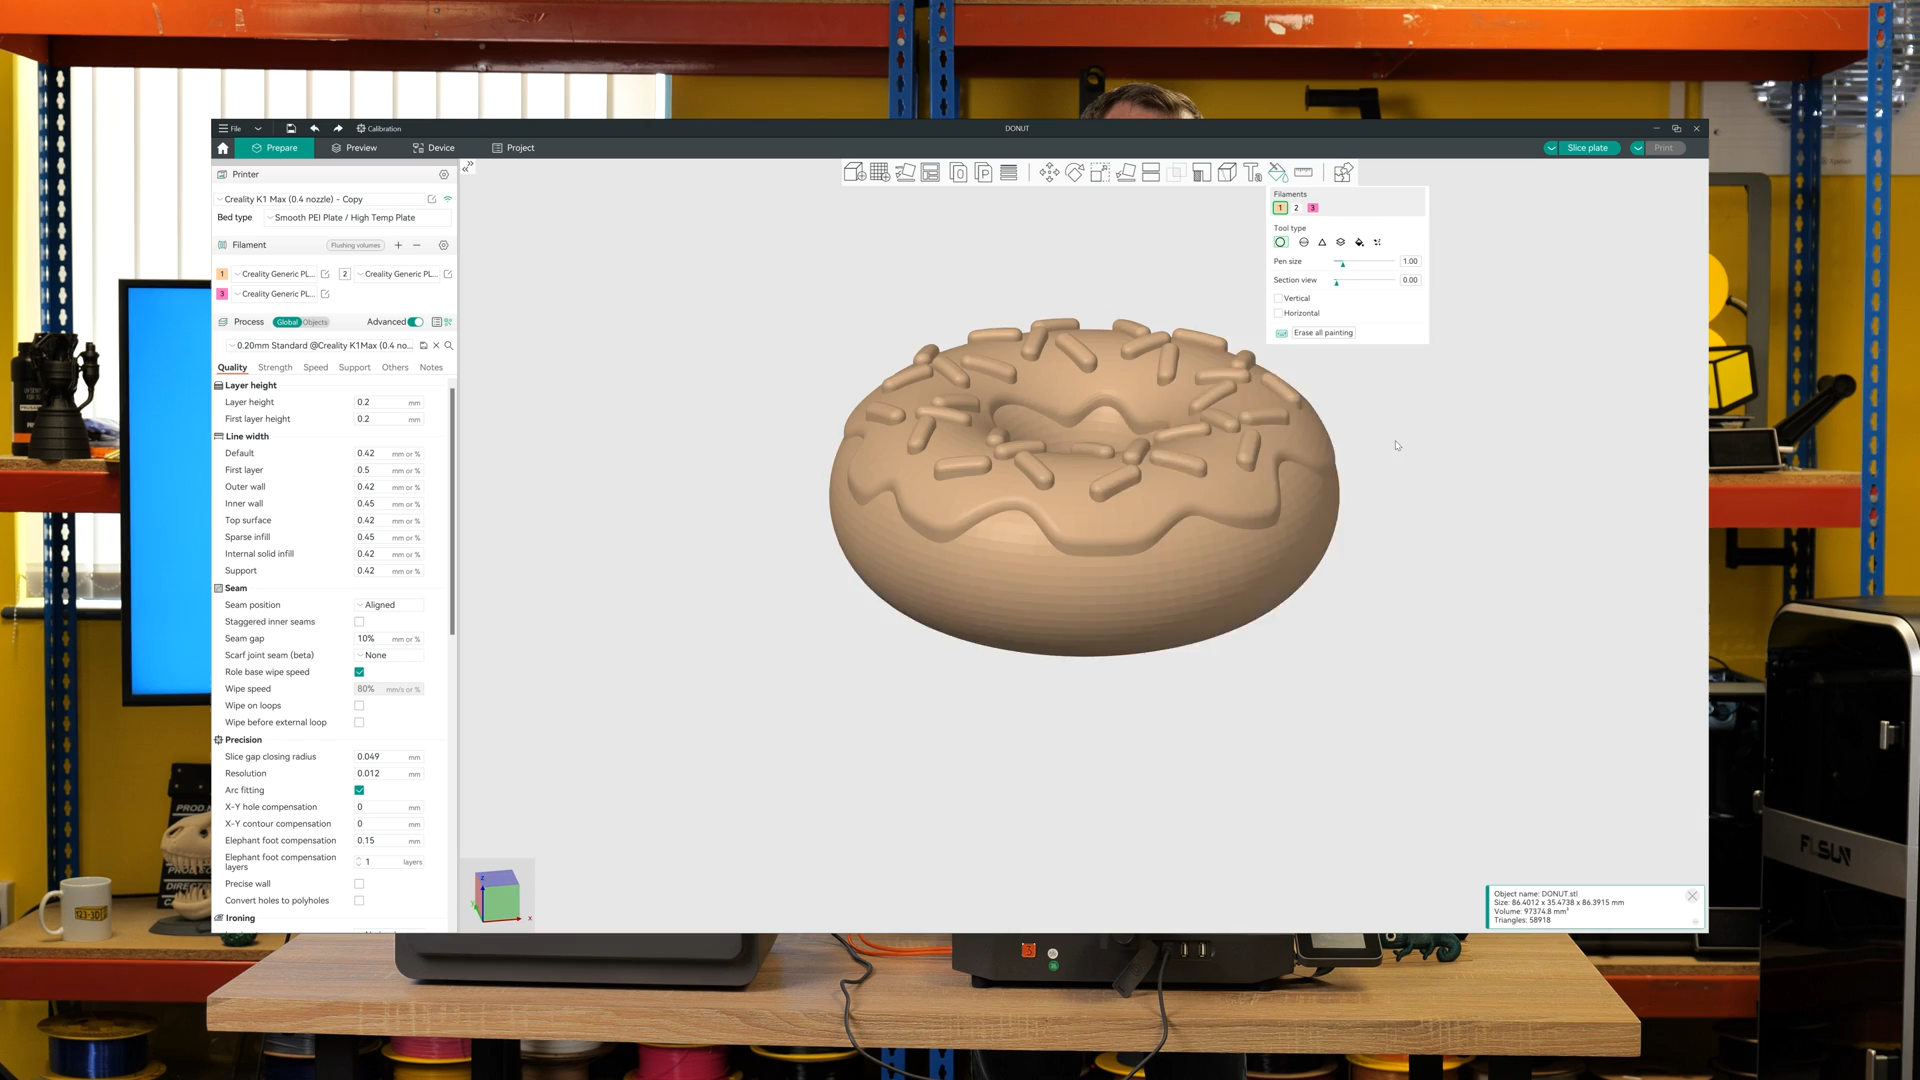 File
Calibration
DONUT
Prepare
Preview
Device
Project
Slice plate
Print
Printer
Creality K1 Max (0.4 nozzle) - Copy
Bed type
Smooth PEI Plate / High Temp Plate
Filament
Flushing volumes
1 Creality Generic PL...
2 Creality Generic PL...
3 Creality Generic PL...
Process
Global
Objects
Advanced
0.20mm Standard @Creality K1Max (0.4 no...
Quality
Strength
Speed
Support
Others
Notes
Layer height
Layer height 0.2 mm
First layer height 0.2 mm
Line width
Default 0.42 mm or %
First layer 0.5 mm or %
Outer wall 0.42 mm or %
Inner wall 0.45 mm or %
Top surface 0.42 mm or %
Sparse infill 0.45 mm or %
Internal solid infill 0.42 mm or %
Support 0.42 mm or %
Seam
Seam position Aligned
Staggered inner seams
Seam gap 10% mm or %
Scarf joint seam (beta) None
Role base wipe speed
Wipe speed 80% mm/s or %
Wipe on loops
Wipe before external loop
Precision
Slice gap closing radius 0.049 mm
Resolution 0.012 mm
Arc fitting
X-Y hole compensation 0 mm
X-Y contour compensation 0 mm
Elephant foot compensation 0.15 mm
Elephant foot compensation
layers 1 layers
Precise wall
Convert holes to polyholes
Ironing
Filaments
1 2 3
Tool type
Pen size 1.00
Section view 0.00
Vertical
Horizontal
Erase all painting
z
y
x
Object name: DONUT.stl
Size: 86.4012 x 35.4738 x 86.3915 mm
Volume: 97374.8 mm³
Triangles: 58918
FLSUN
123-3D